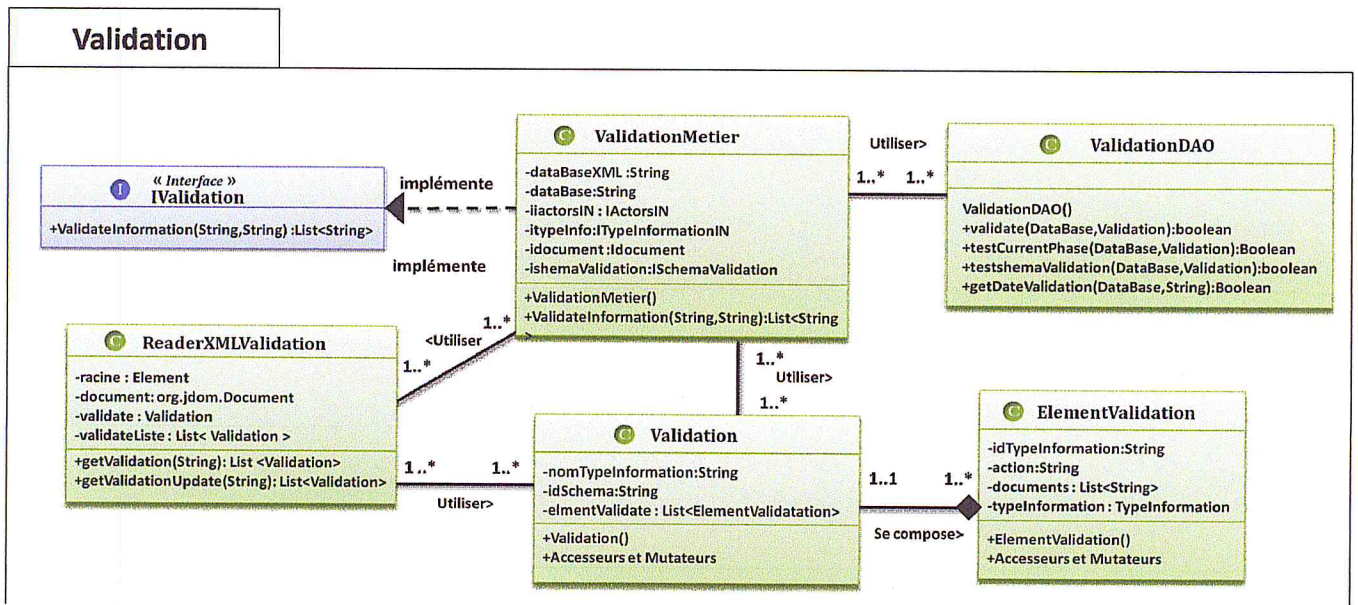 Validation
« Interface »
IValidation
+ValidateInformation(String,String) :List<String>
implémente
implémente
ValidationMetier
-dataBaseXML :String
-dataBase:String
-iiactorsIN : IActorsIN
-itypeInfo:ITypeInformationIN
-idocument :Idocument
-ishemaValidation:ISchemaValidation
+ValidationMetier()
+ValidateInformation(String,String):List<String
>
Utiliser>
1..* 1..*
ValidationDAO
ValidationDAO()
+validate(DataBase,Validation):boolean
+testCurrentPhase(DataBase,Validation):Boolean
+testshemaValidation(DataBase,Validation):boolean
+getDateValidation(DataBase,String):Boolean
1..*
<Utiliser
1..*
ReaderXMLValidation
-racine : Element
-document: org.jdom.Document
-validate : Validation
-validateListe : List< Validation >
+getValidation(String): List <Validation>
+getValidationUpdate(String): List<Validation>
1..*
Utiliser>
1..*
1..* 1..*
Utiliser>
Validation
-nomTypeInformation:String
-idSchema:String
-elmentValidate : List<ElementValidatation>
+Validation()
+Accesseurs et Mutateurs
1..1 1..*
Se compose>
ElementValidation
-idTypeInformation:String
-action:String
-documents : List<String>
-typeInformation : TypeInformation
+ElementValidation()
+Accesseurs et Mutateurs